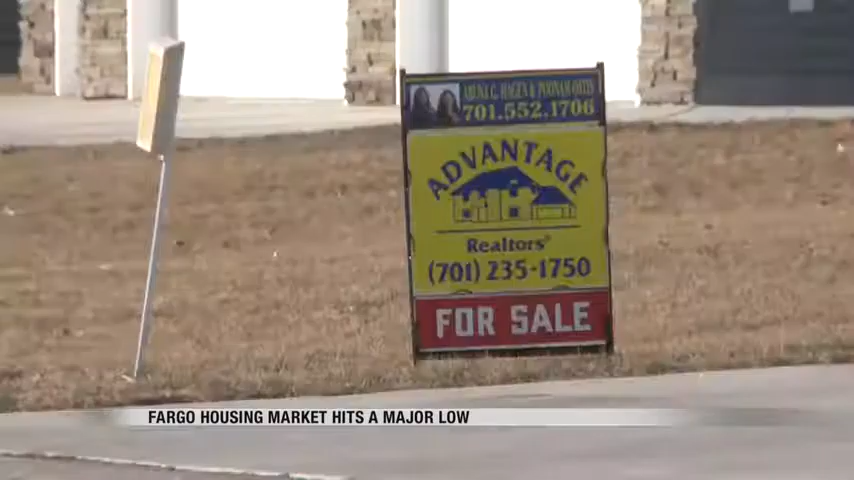 701.552.1706
ADVANTAGE
Realtors®
(701) 235-1750
FOR SALE
FARGO HOUSING MARKET HITS A MAJOR LOW